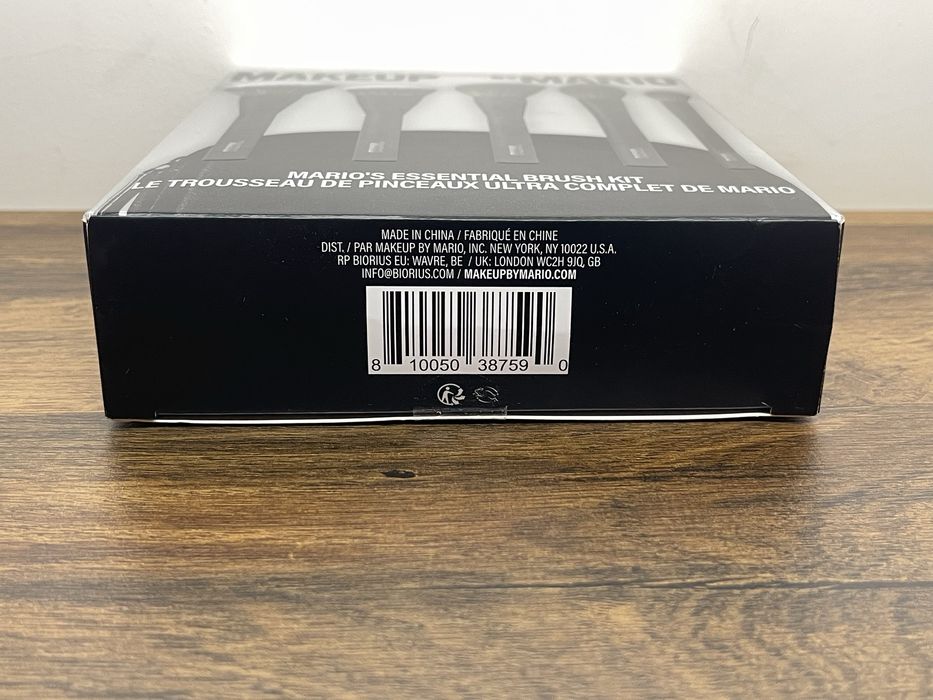 MAKEUP BY MARIO
MARIO'S ESSENTIAL BRUSH KIT
LE TROUSSEAU DE PINCEAUX ULTRA COMPLET DE MARIO
MADE IN CHINA / FABRIQUÉ EN CHINE
DIST. / PAR MAKEUP BY MARIO, INC. NEW YORK, NY 10022 U.S.A.
RP BIORIUS EU: WAVRE, BE / UK: LONDON WC2H 9JQ, GB
INFO@BIORIUS.COM / MAKEUPBYMARIO.COM
8 10050 38759 0